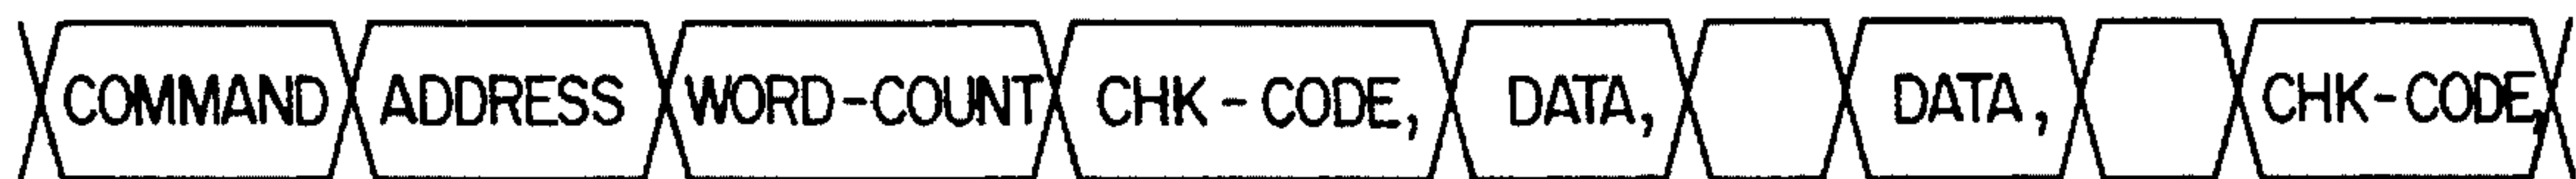 COMMAND ADDRESS WORD-COUNT CHK-CODE, DATA, DATA, CHK-CODE,